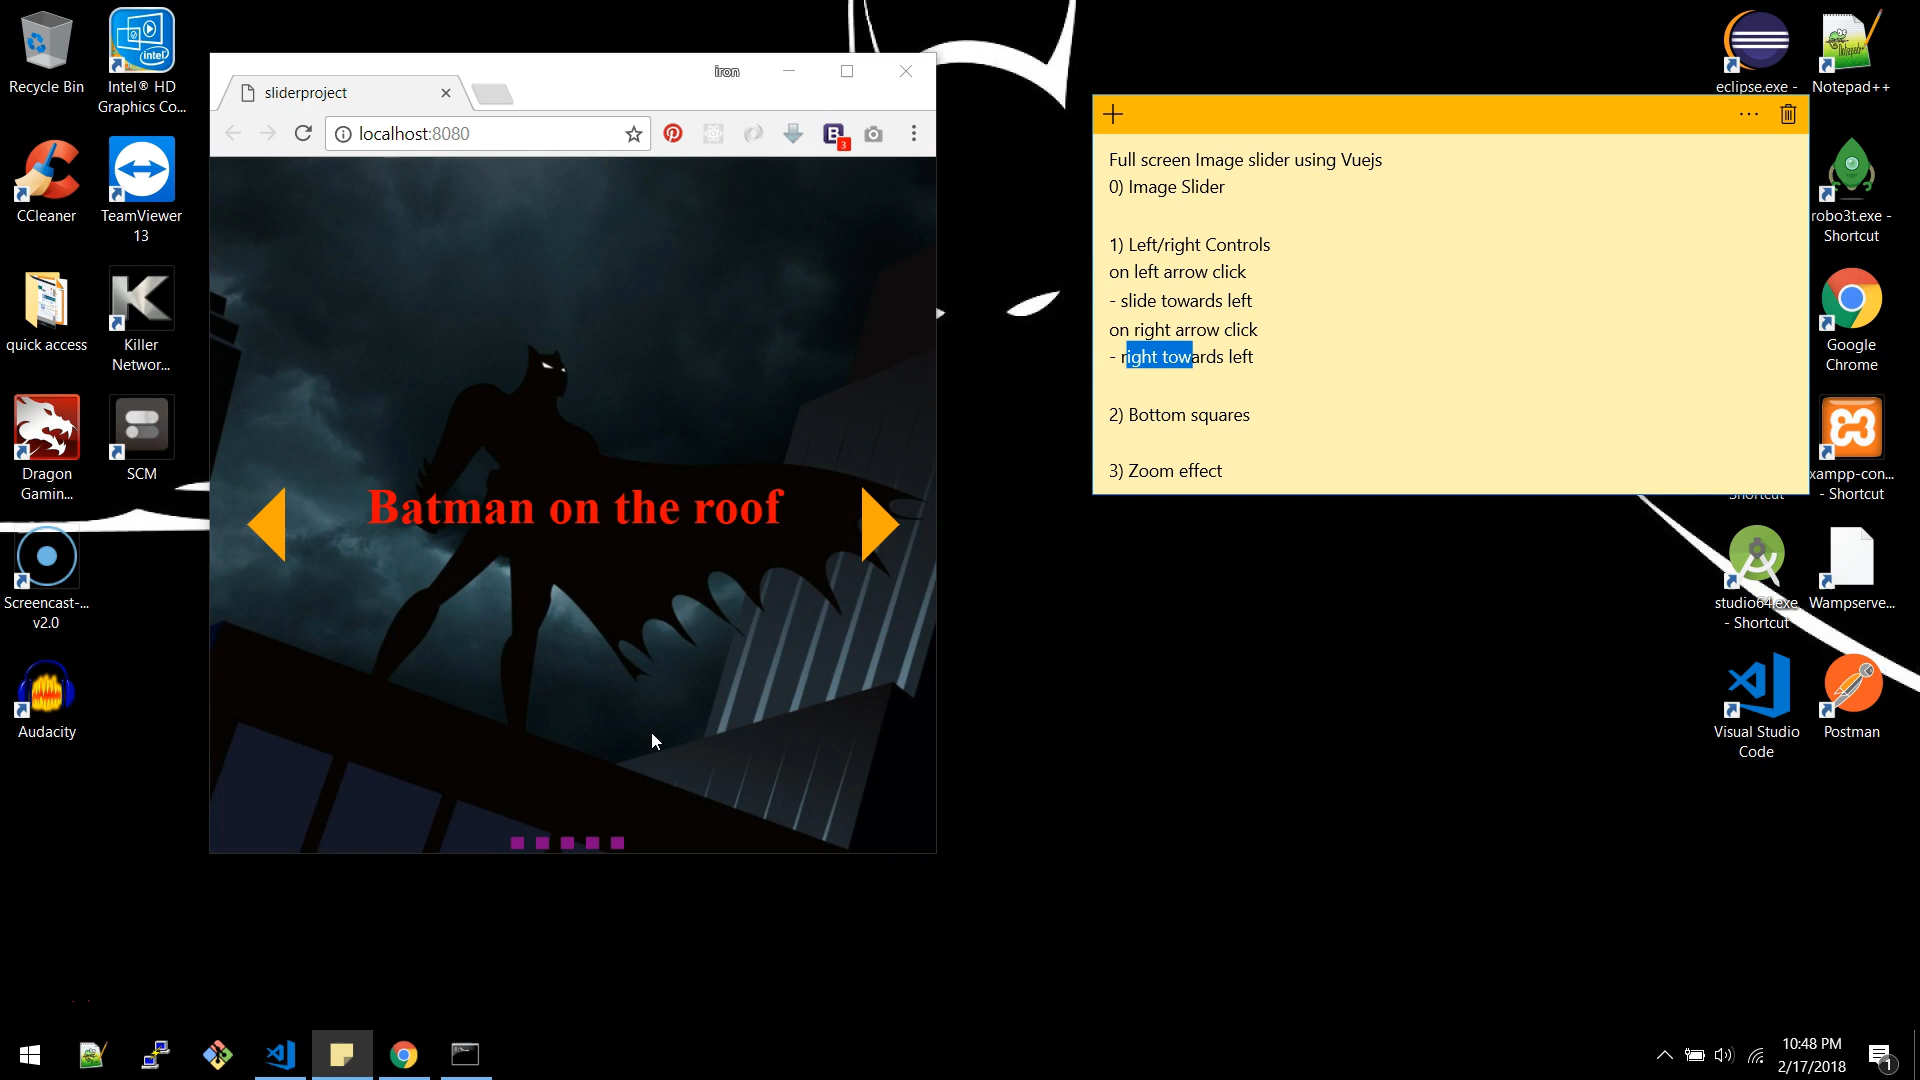 Recycle Bin
Intel® HD
Graphics Co...
CCleaner
TeamViewer
13
quick access
Killer
Networ...
Dragon
Gamin...
SCM
Screencast-...
v2.0
Audacity
iron
sliderproject
localhost:8080
3
Batman on the roof
Full screen Image slider using Vuejs
0) Image Slider
1) Left/right Controls
on left arrow click
- slide towards left
on right arrow click
- right towards left
2) Bottom squares
3) Zoom effect
eclipse.exe -
Notepad++
robo3t.exe -
Shortcut
Google
Chrome
xampp-con...
- Shortcut
Shortcut
studio64.exe
- Shortcut
Wampserve...
Visual Studio
Code
Postman
10:48 PM
2/17/2018
1